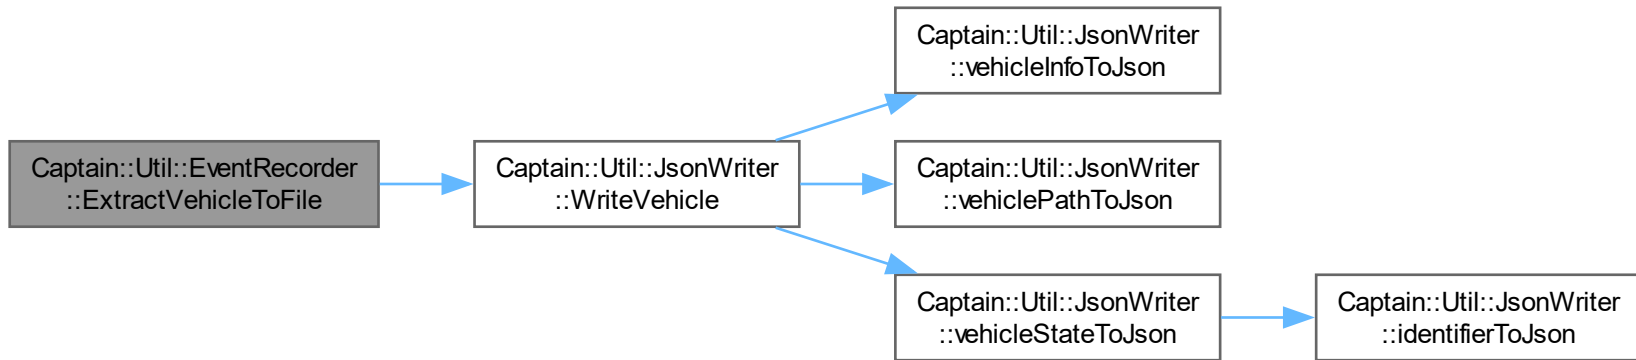 Captain::Util::EventRecorder
::ExtractVehicleToFile
Captain::Util::JsonWriter
::WriteVehicle
Captain::Util::JsonWriter
::vehicleInfoToJson
Captain::Util::JsonWriter
::vehiclePathToJson
Captain::Util::JsonWriter
::vehicleStateToJson
Captain::Util::JsonWriter
::identifierToJson